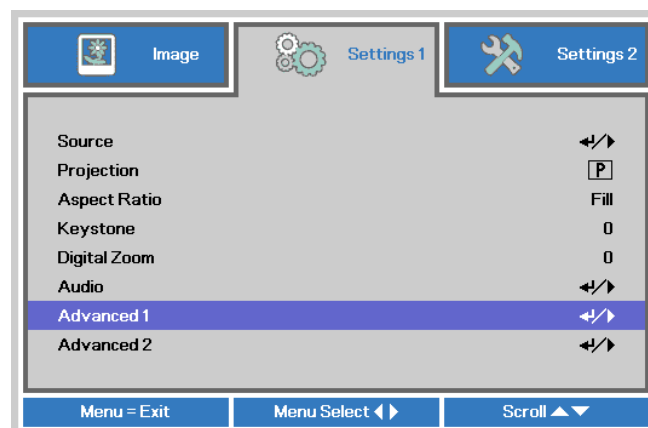 Image Settings 1 Settings 2
Source
Projection P
Aspect Ratio Fill
Keystone 0
Digital Zoom 0
Audio
Advanced 1
Advanced 2
Menu = Exit Menu Select Scroll